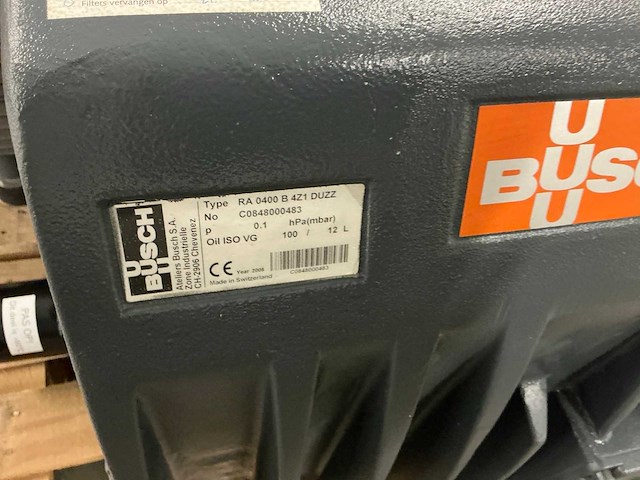 Filters vervangen op
BUSCH
Ateliers Busch S.A.
Zone Industrielle
CH-2906 Chevenez
Type RA 0400 B 4Z1 DUZZ
No C0848000483
P 0.1 hPa(mbar)
Oil ISO VG 100 / 12 L
CE Year 2008
Made in Switzerland
C0848000483
BUSC